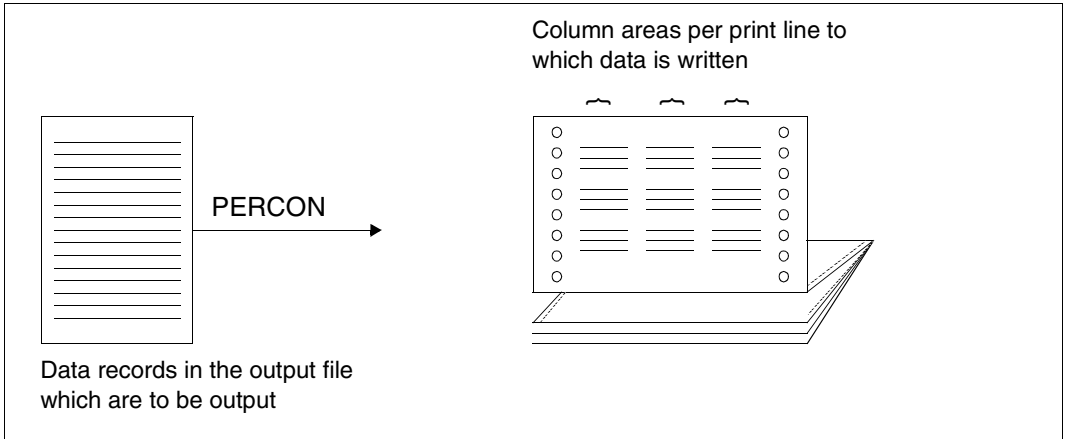 Column areas per print line to
which data is written
PERCON
Data records in the output file
which are to be output